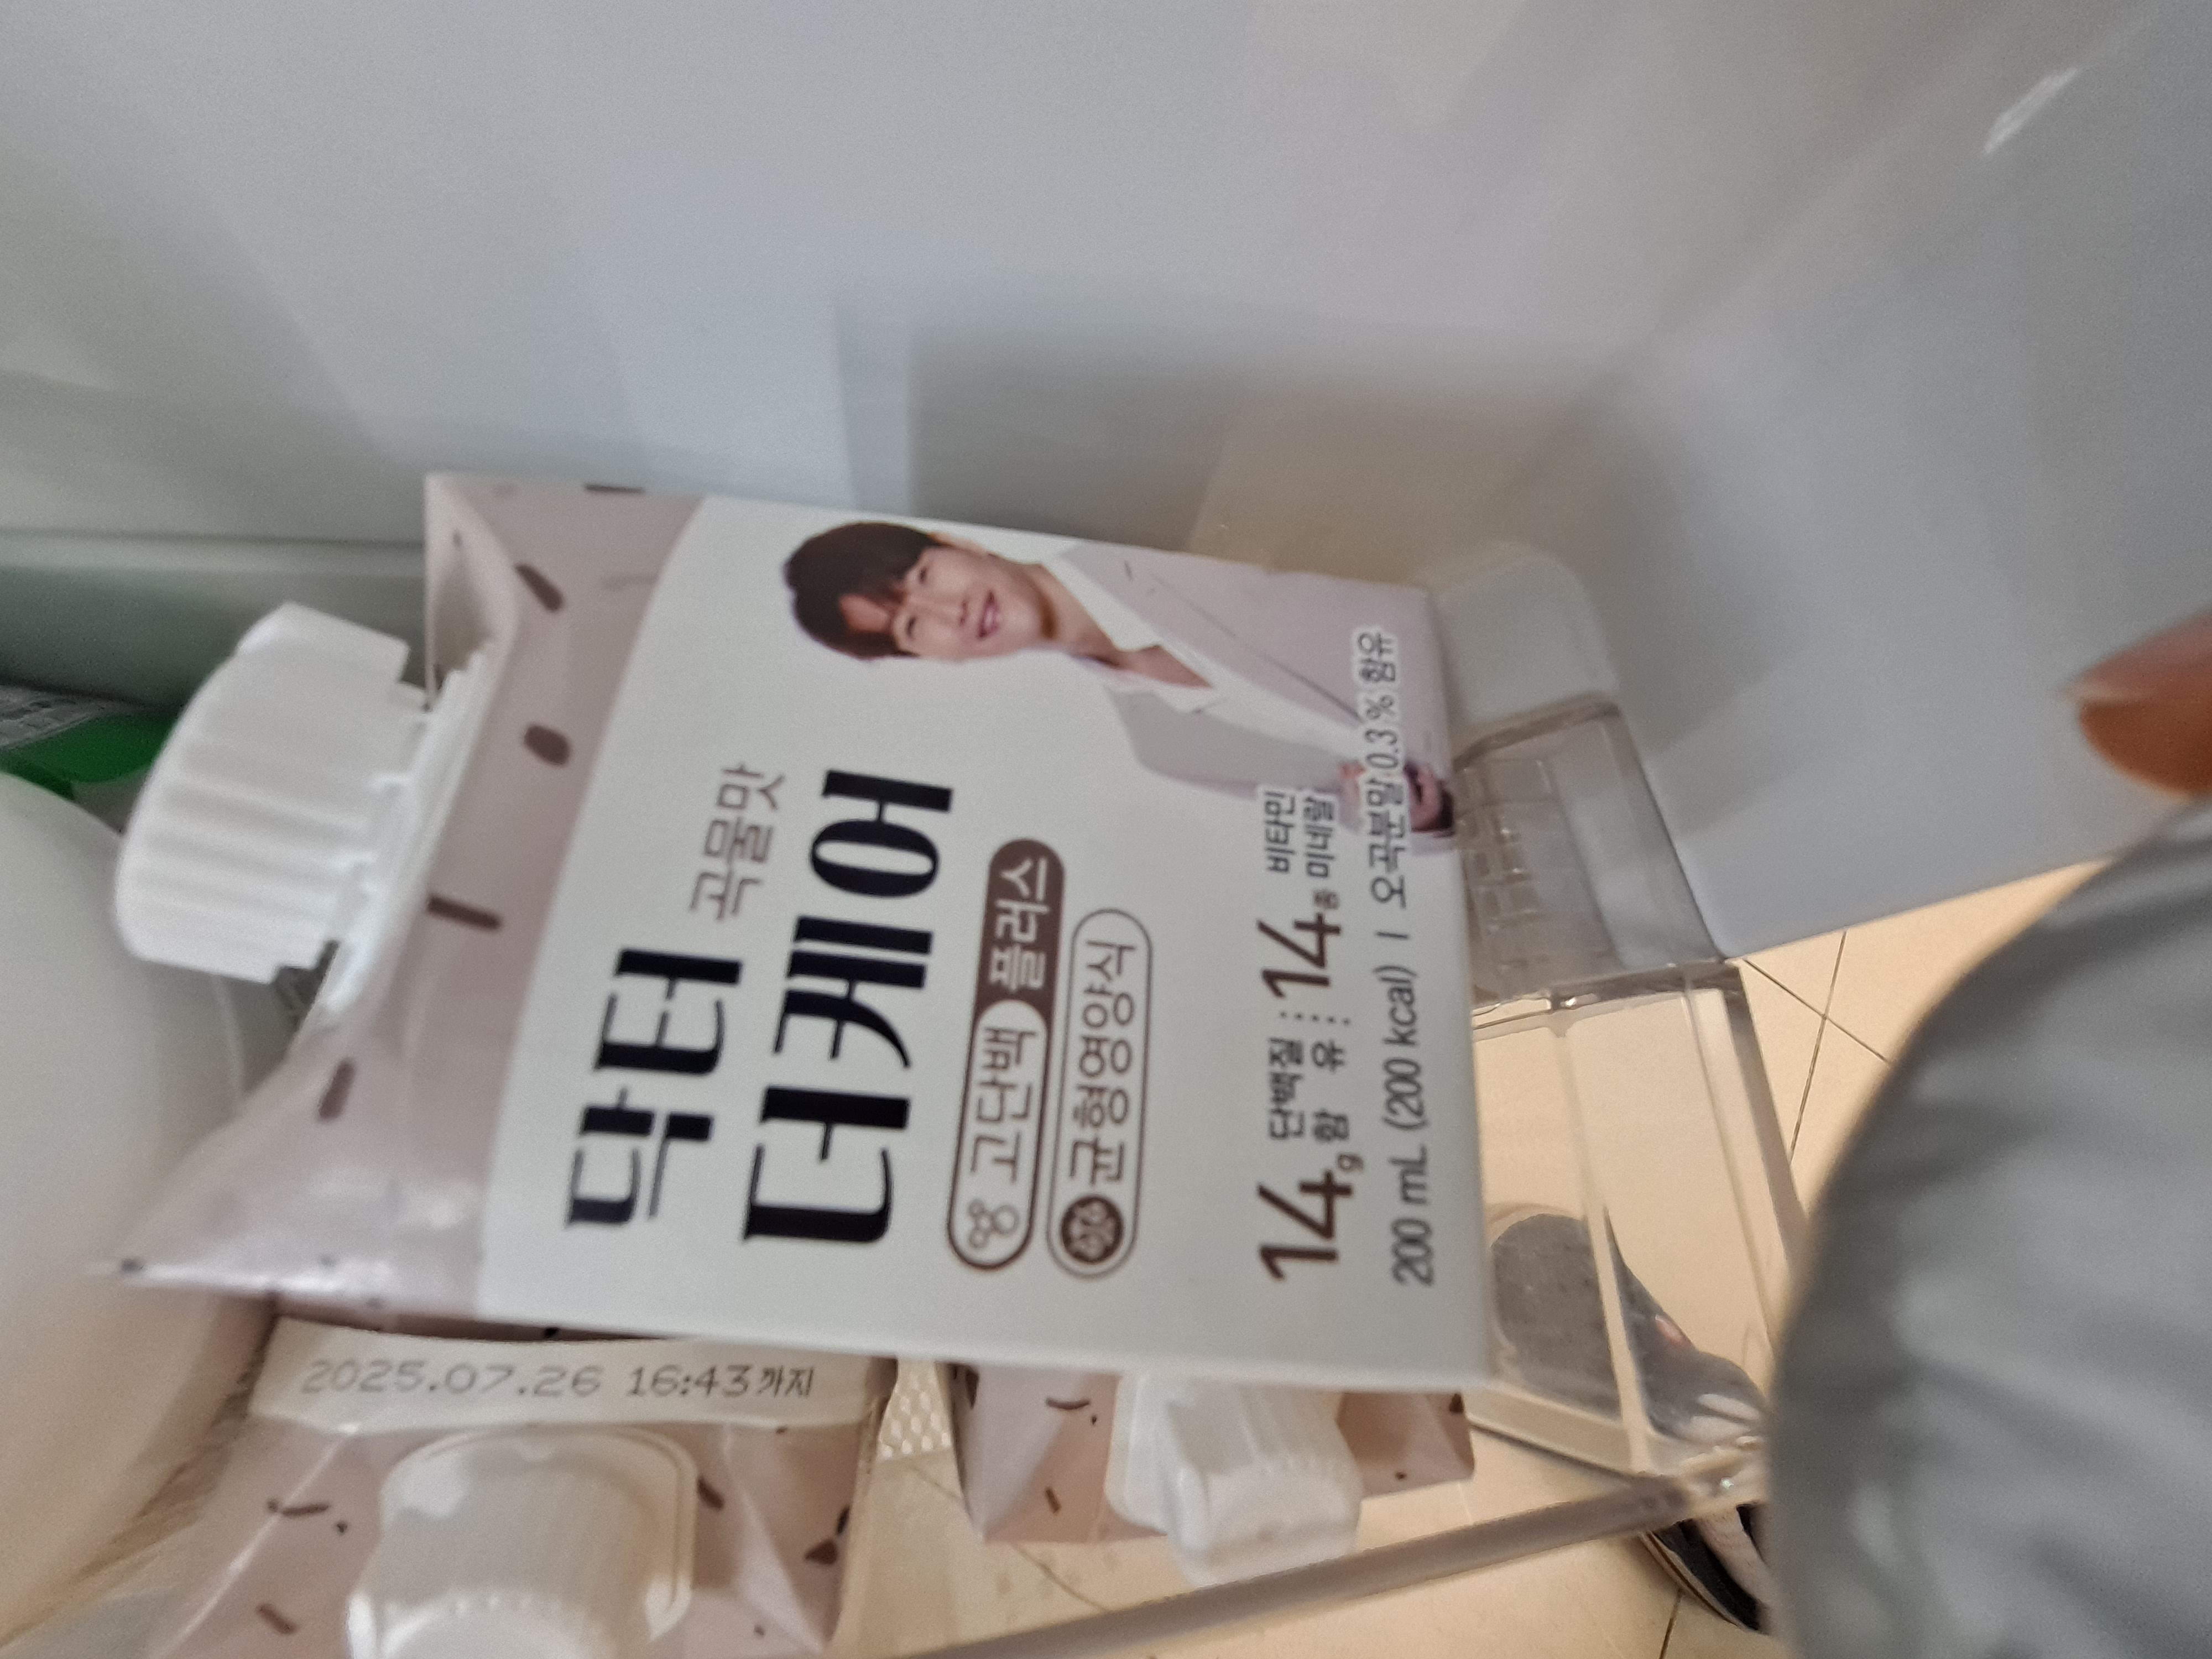 닥터 곡물맛
더케어
고단백 플러스
균형영양식
14g 단백질 함유 14종 비타민 미네랄
200 mL (200 kcal) | 오곡분말 0.3 % 함유
2025.07.26 16:43까지